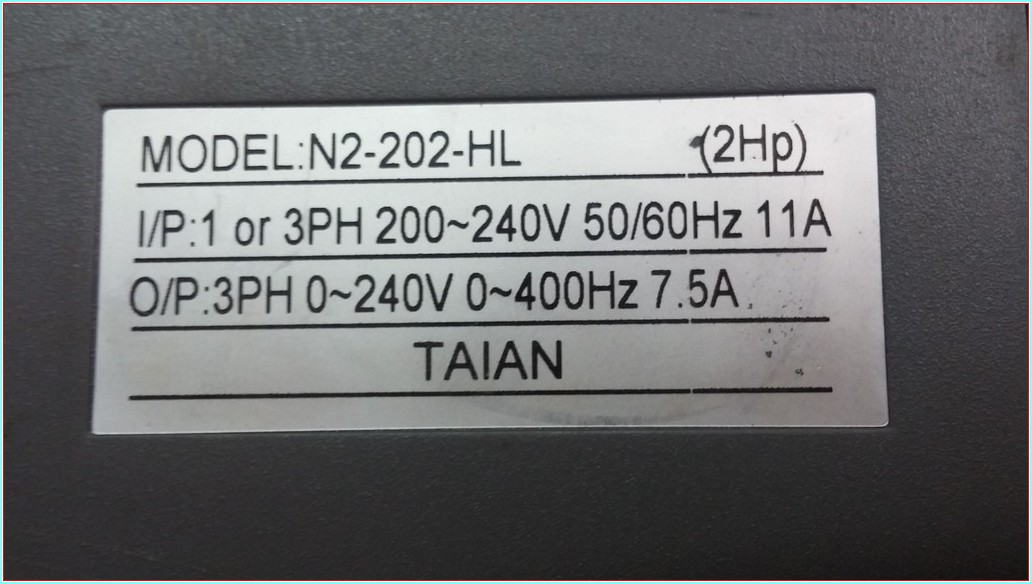 MODEL:N2-202-HL (2Hp)
I/P:1 or 3PH 200~240V 50/60Hz 11A
O/P:3PH 0~240V 0~400Hz 7.5A
TAIAN